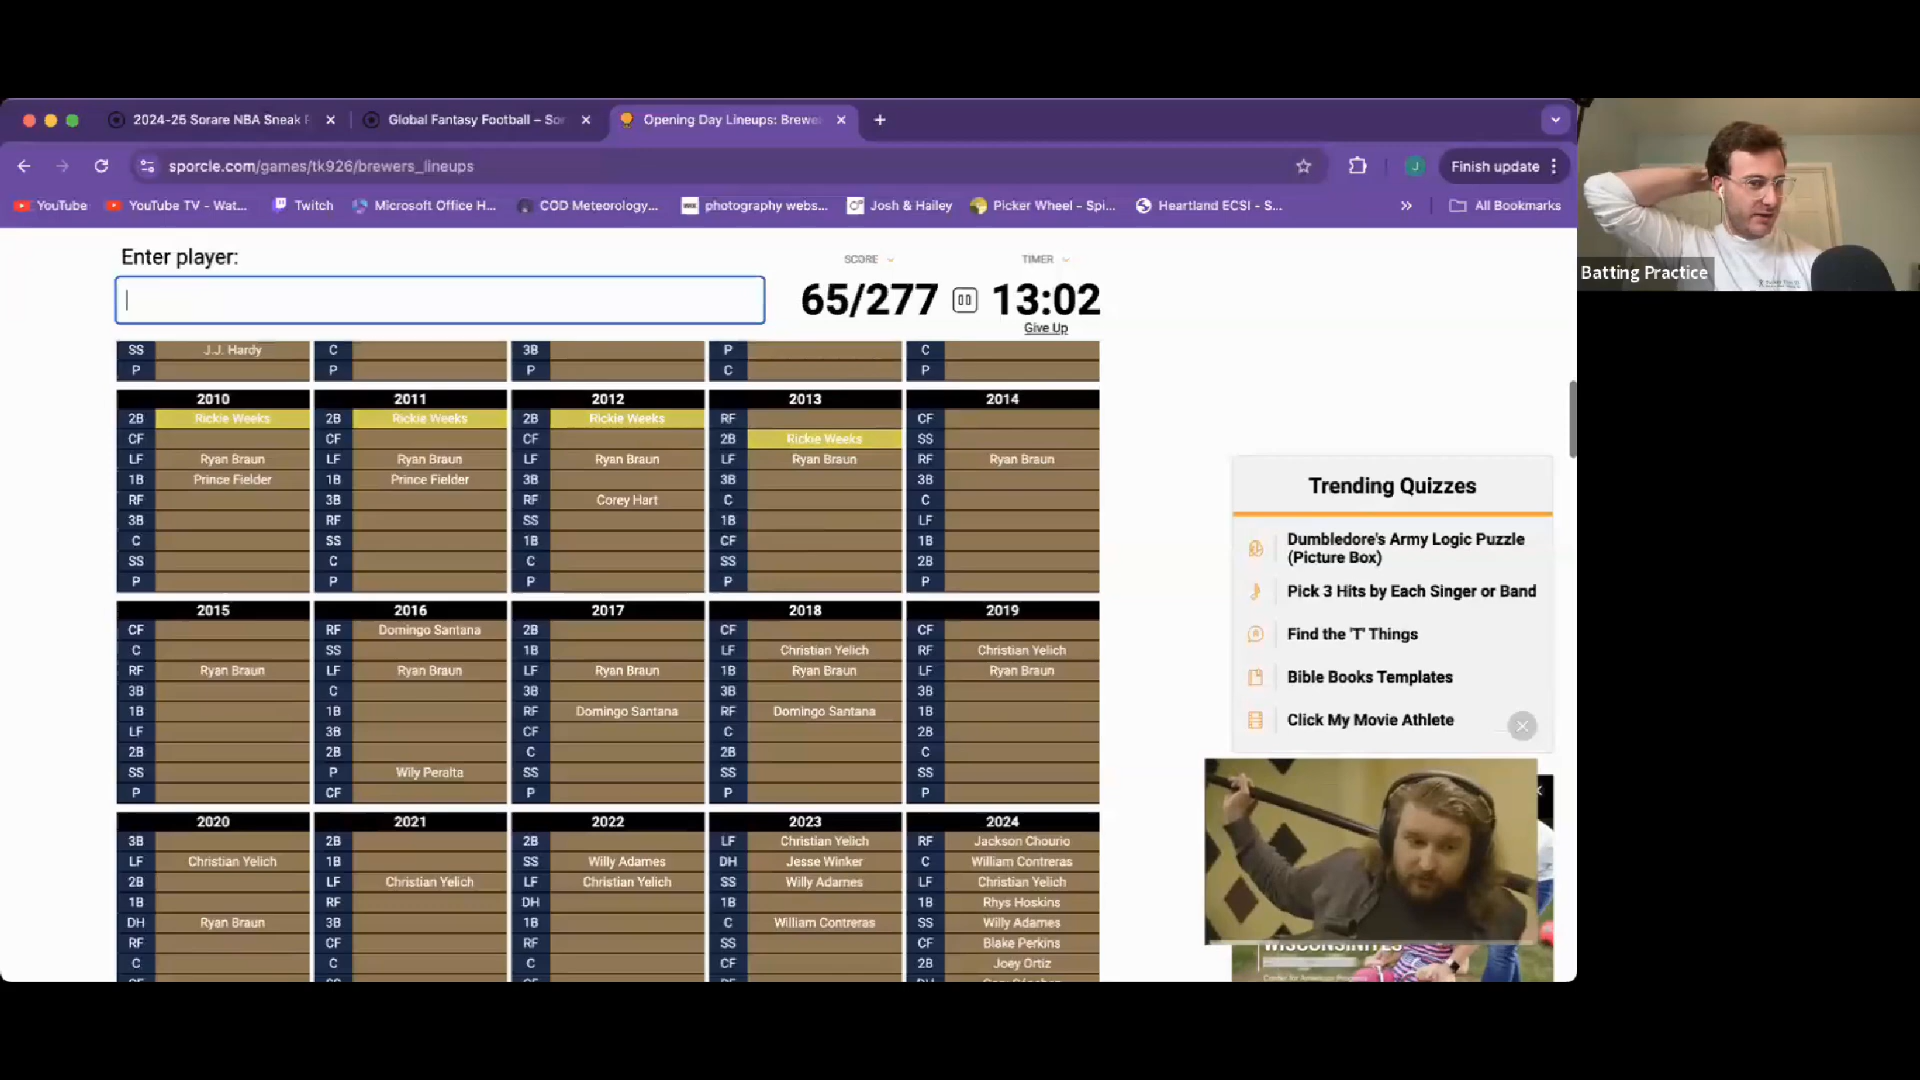 2024-25 Sorare NBA Sneak P
Global Fantasy Football – Sor
Opening Day Lineups: Brewe
sporcle.com/games/tk926/brewers_lineups
Finish update
J
YouTube
YouTube TV - Wat...
Twitch
Microsoft Office H...
COD Meteorology...
photography webs...
Josh & Hailey
Picker Wheel - Spi...
Heartland ECSI - S...
All Bookmarks
Batting Practice
Enter player:
SCORE
TIMER
65/277
13:02
Give Up
SS J.J. Hardy C 3B P C
P P P C P
2010 2011 2012 2013 2014
2B Rickie Weeks 2B Rickie Weeks 2B Rickie Weeks RF CF
CF CF CF 2B Rickie Weeks SS
LF Ryan Braun LF Ryan Braun LF Ryan Braun LF Ryan Braun RF Ryan Braun
1B Prince Fielder 1B Prince Fielder 3B 3B 3B
RF 3B RF Corey Hart C C
3B RF SS 1B LF
C SS 1B CF 1B
SS C C SS 2B
P P P P P
2015 2016 2017 2018 2019
CF RF Domingo Santana 2B CF CF
C SS 1B LF Christian Yelich RF Christian Yelich
RF Ryan Braun LF Ryan Braun LF Ryan Braun 1B Ryan Braun LF Ryan Braun
3B C 3B 3B 3B
1B 1B RF Domingo Santana RF Domingo Santana 1B
LF 3B CF C 2B
2B 2B C 2B C
SS P Wily Peralta SS SS SS
P CF P P P
2020 2021 2022 2023 2024
3B 2B 2B LF Christian Yelich RF Jackson Chourio
LF Christian Yelich 1B SS Willy Adames DH Jesse Winker C William Contreras
2B LF Christian Yelich LF Christian Yelich SS Willy Adames LF Christian Yelich
1B RF DH 1B 1B Rhys Hoskins
DH Ryan Braun 3B 1B C William Contreras SS Willy Adames
RF CF RF SS CF Blake Perkins
C C C CF 2B Joey Ortiz
Trending Quizzes
Dumbledore's Army Logic Puzzle
(Picture Box)
Pick 3 Hits by Each Singer or Band
Find the 'T' Things
Bible Books Templates
Click My Movie Athlete
WISCONSINITES